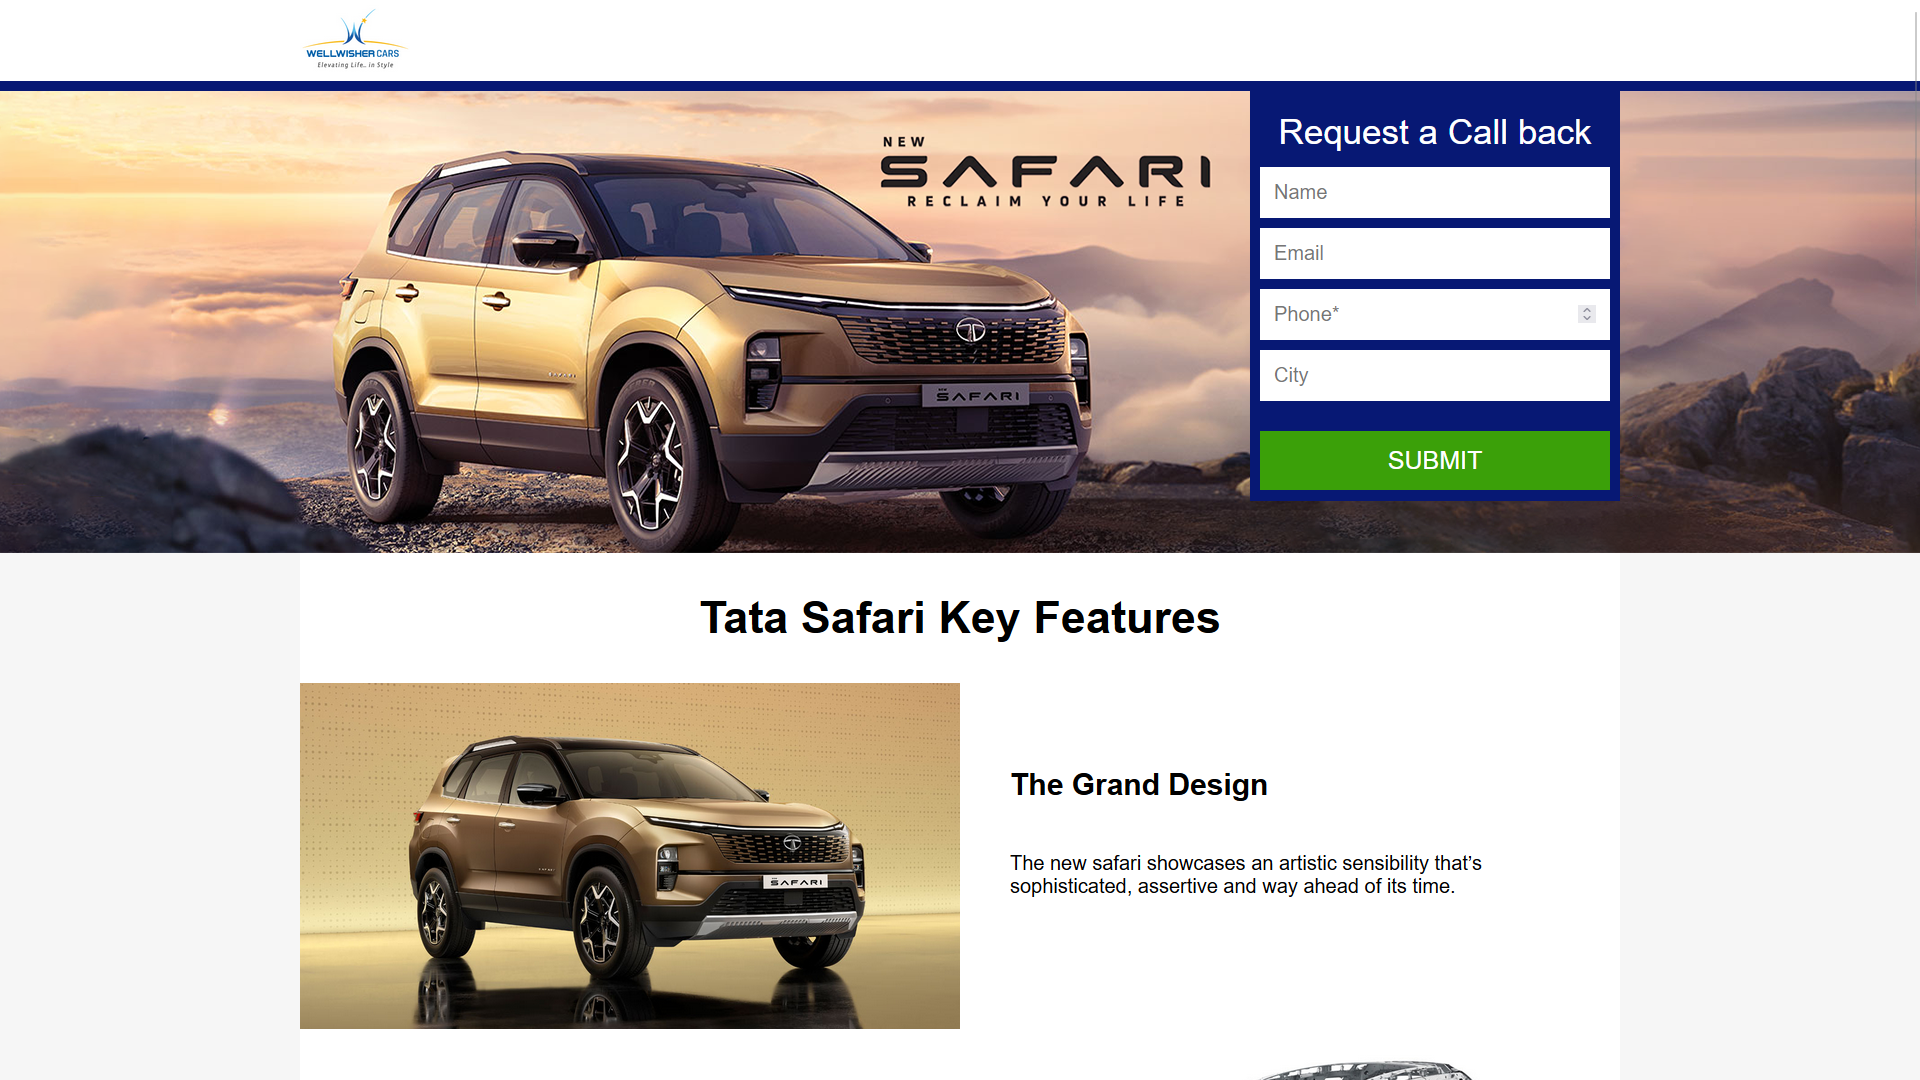 WELLWISHER CARS
Elevating Life.. in Style
NEW
SAFARI
RECLAIM YOUR LIFE
SAFARI
NEW
SAFARI
Request a Call back
Name
Email
Phone*
City
SUBMIT
Tata Safari Key Features
SAFARI
The Grand Design
The new safari showcases an artistic sensibility that’s
sophisticated, assertive and way ahead of its time.